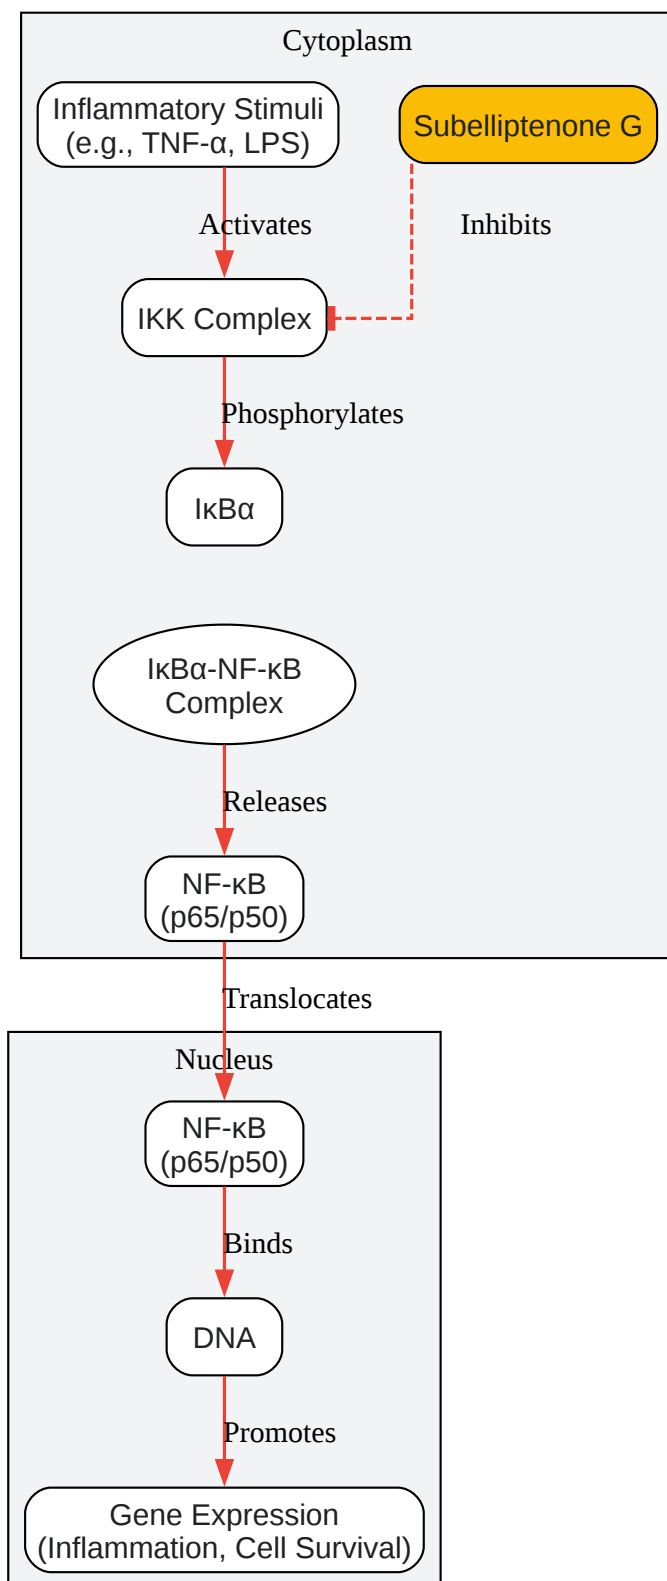 Cytoplasm
Inflammatory Stimuli
(e.g., TNF-α, LPS)
Subelliptenone G
Activates
Inhibits
IKK Complex
Phosphorylates
IκBα
IκBα-NF-κB
Complex
Releases
NF-κB
(p65/p50)
Translocates
Nucleus
NF-κB
(p65/p50)
Binds
DNA
Promotes
Gene Expression
(Inflammation, Cell Survival)